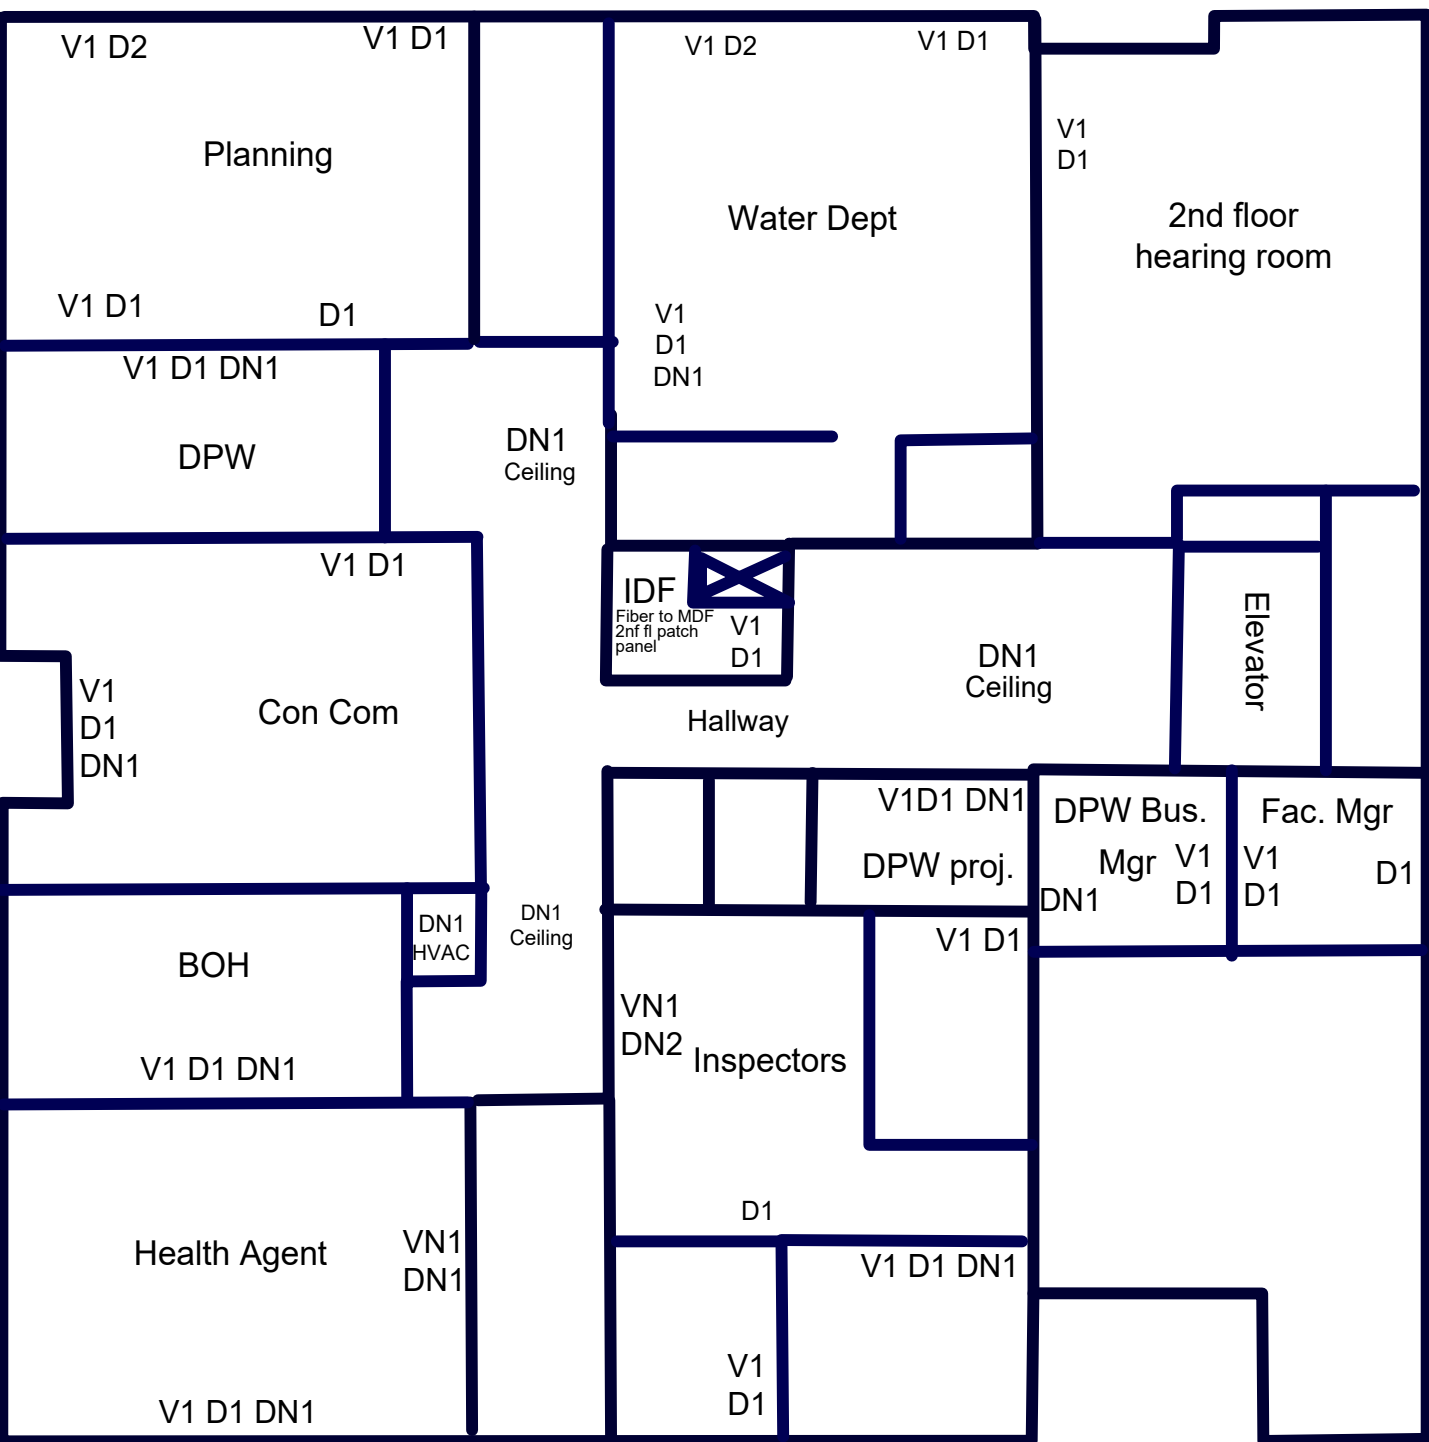 V1 D2
V1 D1
V1 D2
V1 D1
V1
D1
Planning
Water Dept
2nd floor
hearing room
V1 D1
D1
V1
D1
DN1
V1 D1 DN1
DPW
DN1
Ceiling
V1 D1
IDF
Fiber to MDF
2nf fl patch
panel
V1
D1
Elevator
DN1
Ceiling
V1
D1
DN1
Con Com
Hallway
V1D1 DN1
DPW proj.
DPW Bus.
Mgr
V1
D1
DN1
Fac. Mgr
V1
D1
D1
DN1
HVAC
DN1
Ceiling
V1 D1
BOH
VN1
DN2
Inspectors
V1 D1 DN1
D1
Health Agent
VN1
DN1
V1 D1 DN1
V1
D1
V1 D1 DN1